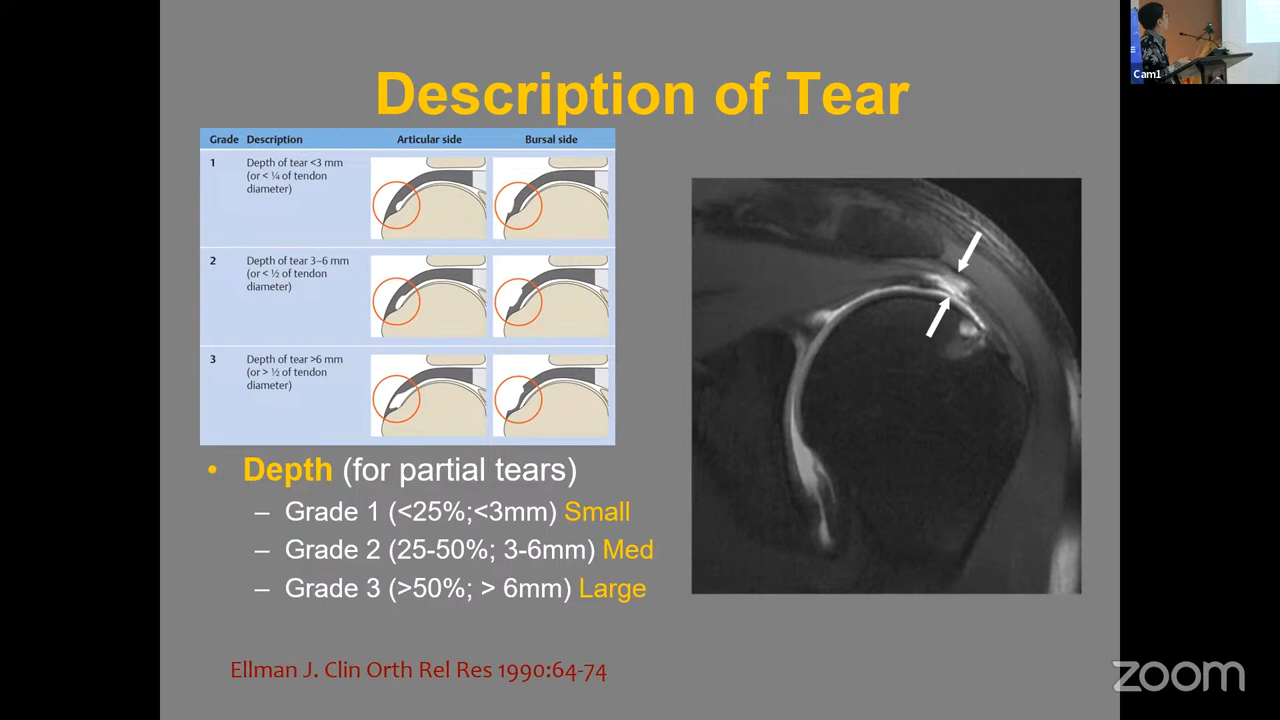 Description of Tear
Grade Description Articular side Bursal side
1 Depth of tear <3 mm
(or < ¼ of tendon
diameter)
2 Depth of tear 3–6 mm
(or < ½ of tendon
diameter)
3 Depth of tear >6 mm
(or > ½ of tendon
diameter)
• Depth (for partial tears)
– Grade 1 (<25%;<3mm) Small
– Grade 2 (25-50%; 3-6mm) Med
– Grade 3 (>50%; > 6mm) Large
Ellman J. Clin Orth Rel Res 1990:64-74
Cam1
zoom